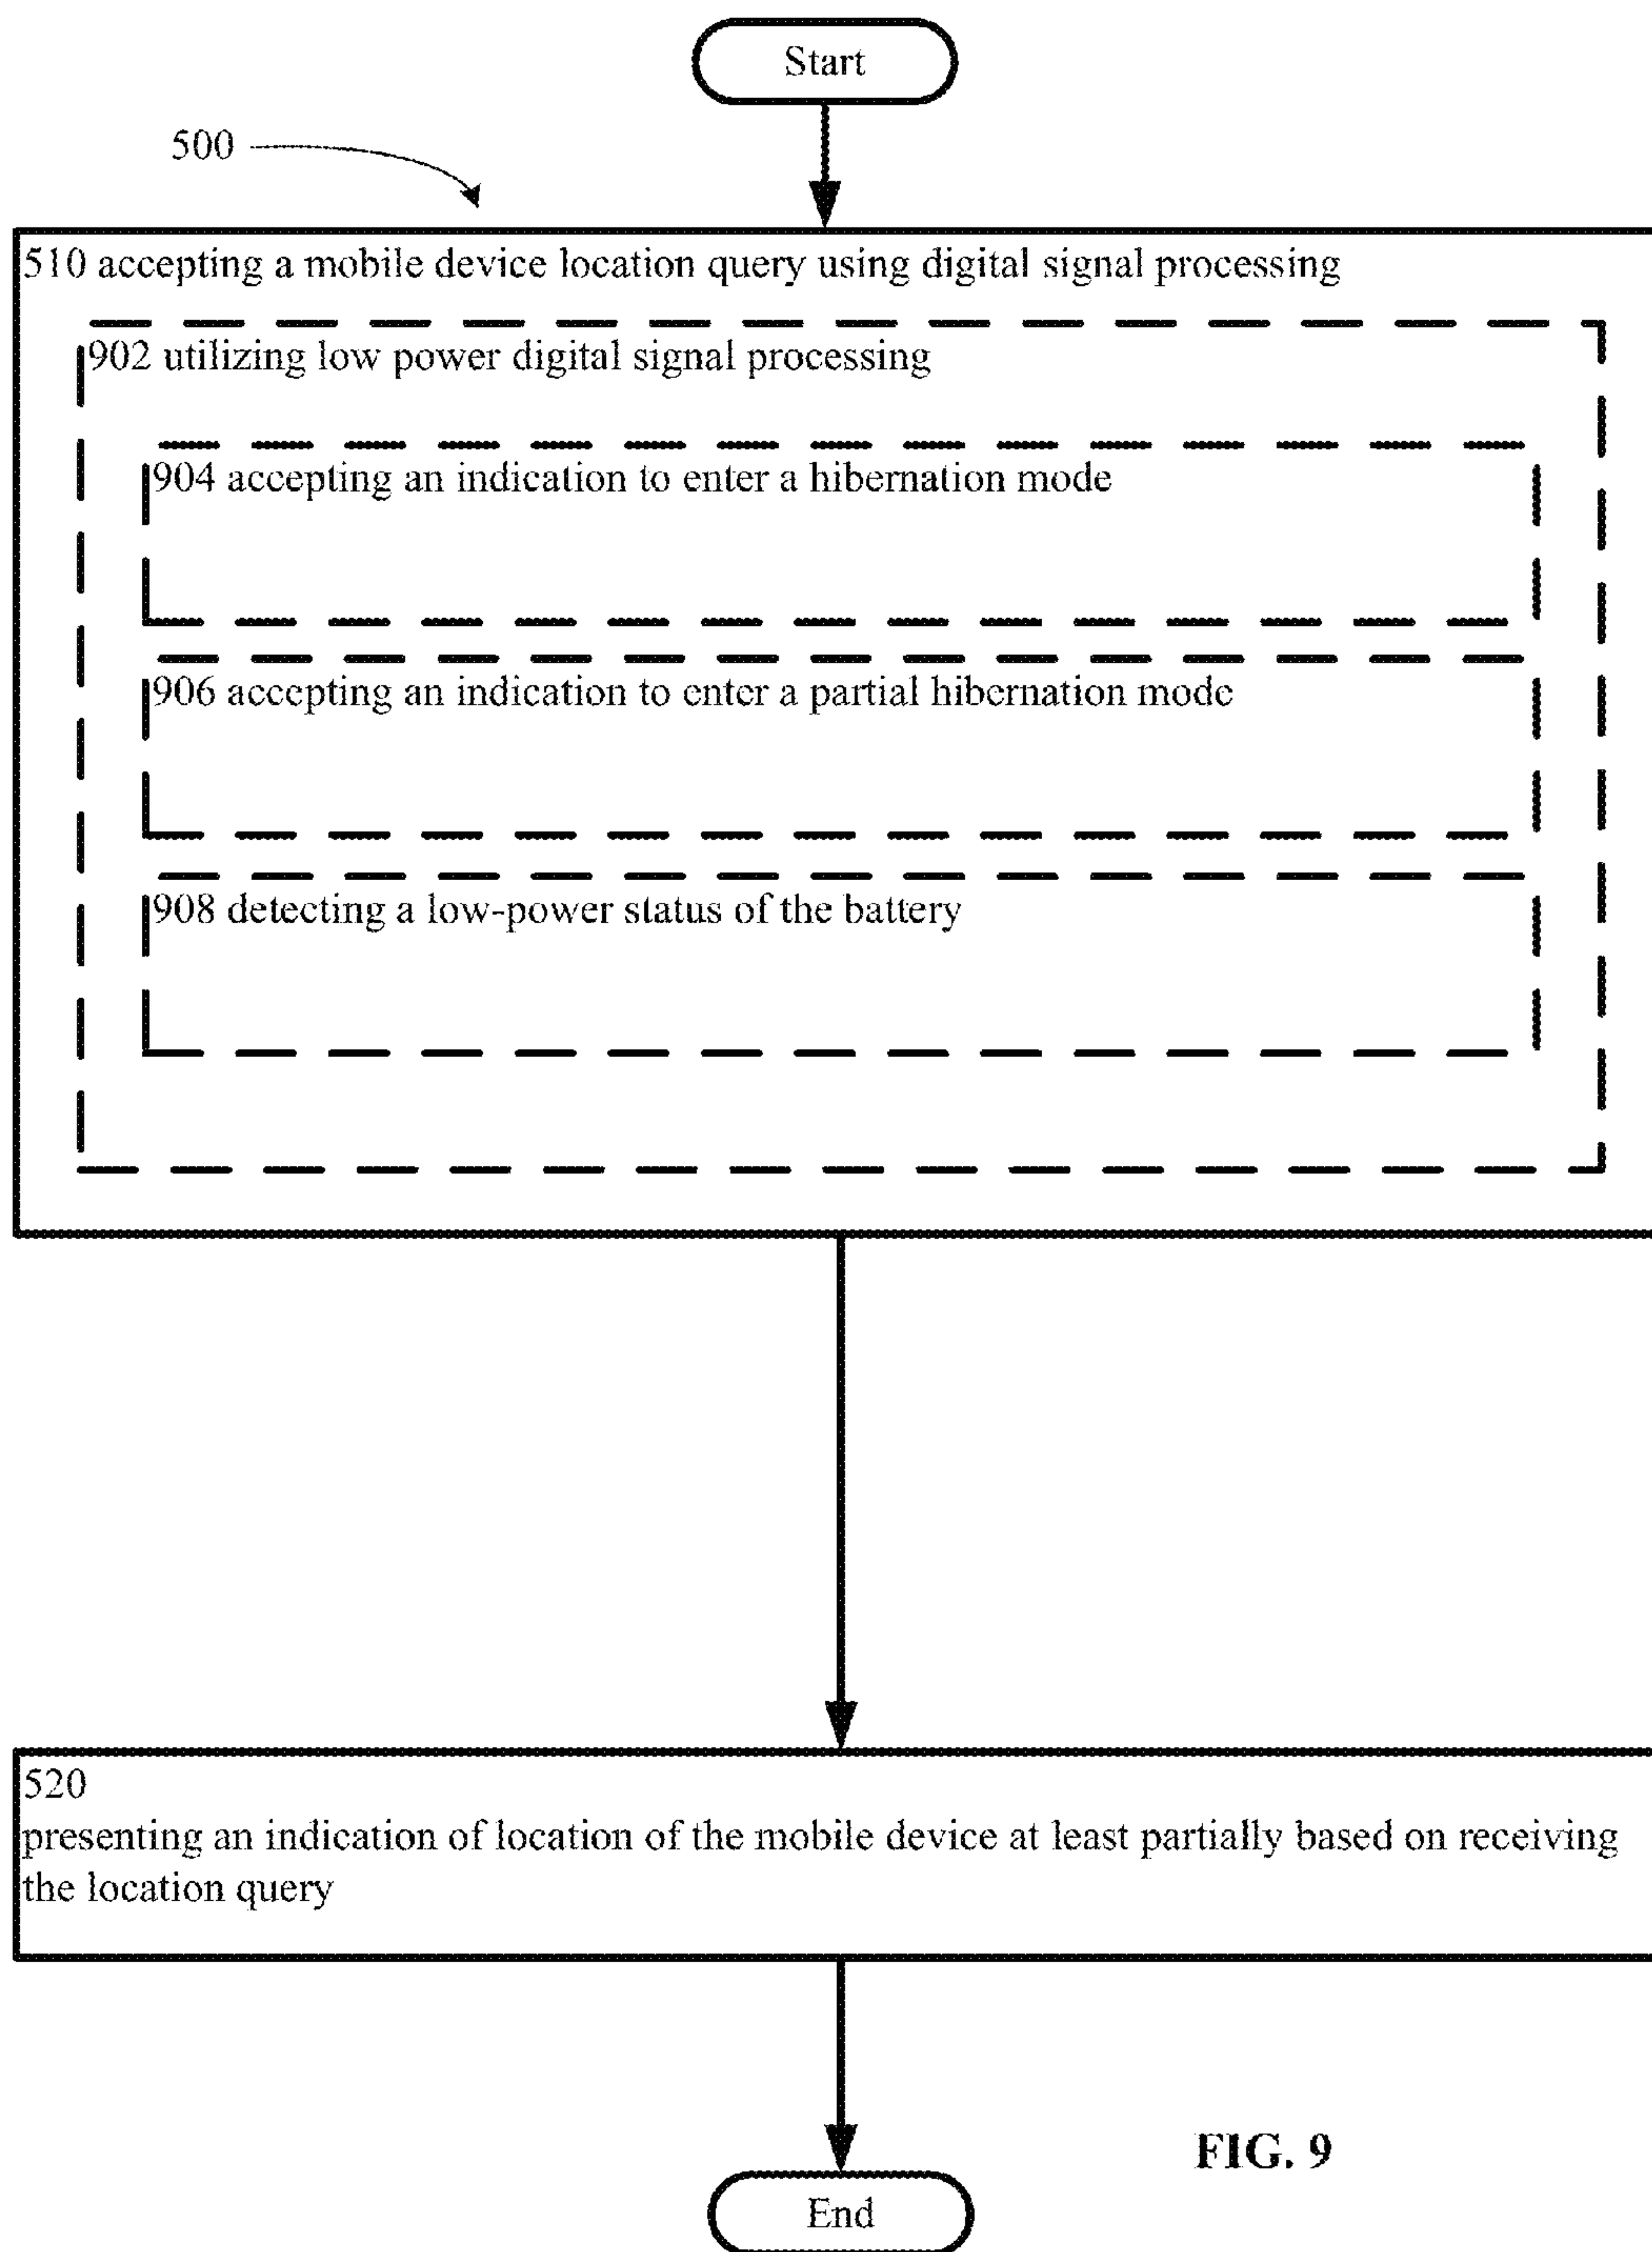 Start
500
510 accepting a mobile device location query using digital signal processing
902 utilizing low power digital signal processing
904 accepting an indication to enter a hibernation mode
906 accepting an indication to enter a partial hibernation mode
908 detecting a low-power status of the battery
520
presenting an indication of location of the mobile device at least partially based on receiving
the location query
FIG. 9
End